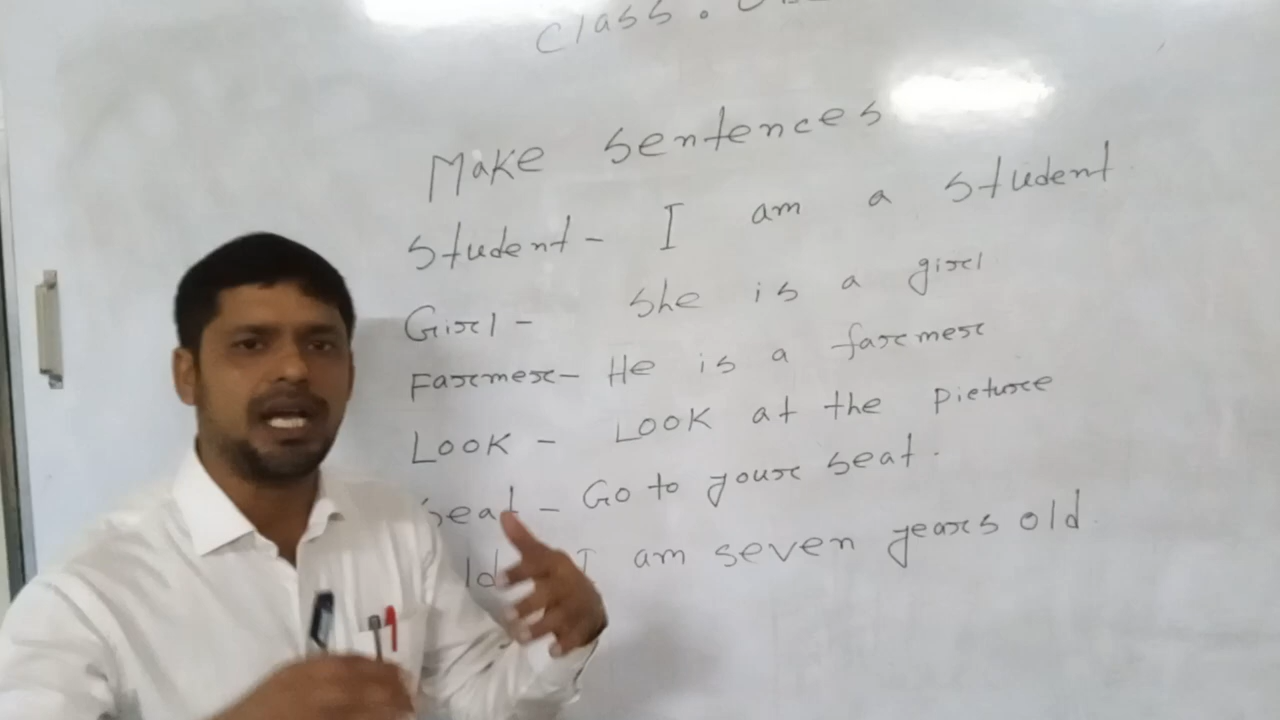 Class.
Make sentences
Student - I am a student
Girl - She is a girl
Farmer - He is a farmer
Look - Look at the picture
Seat - Go to your seat.
I am seven years old